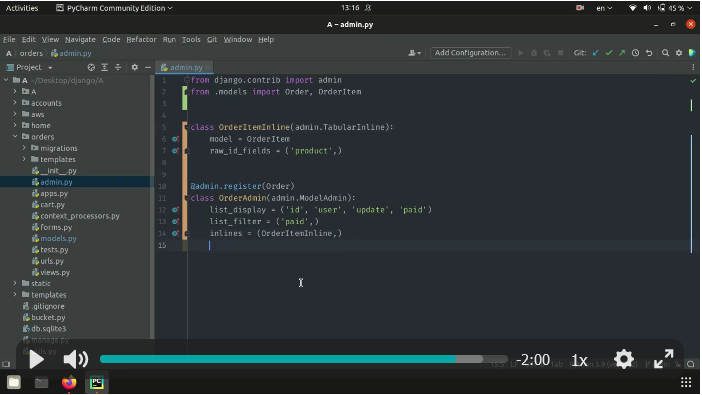 Activities PyCharm Community Edition 13:16 en 45 %
A – admin.py
File Edit View Navigate Code Refactor Run Tools Git Window Help
A orders admin.py Add Configuration... Git:
Project admin.py
A ~/Desktop/django/A
A
accounts
aws
home
orders
migrations
templates
__init__.py
admin.py
apps.py
cart.py
context_processors.py
forms.py
models.py
tests.py
urls.py
views.py
static
templates
.gitignore
bucket.py
db.sqlite3
manage.py
1 from django.contrib import admin
2 from .models import Order, OrderItem
3
4
5 class OrderItemInline(admin.TabularInline):
6 model = OrderItem
7 raw_id_fields = ('product',)
8
9
10 @admin.register(Order)
11 class OrderAdmin(admin.ModelAdmin):
12 list_display = ('id', 'user', 'update', 'paid')
13 list_filter = ('paid',)
14 inlines = (OrderItemInline,)
15
-2:00 1x